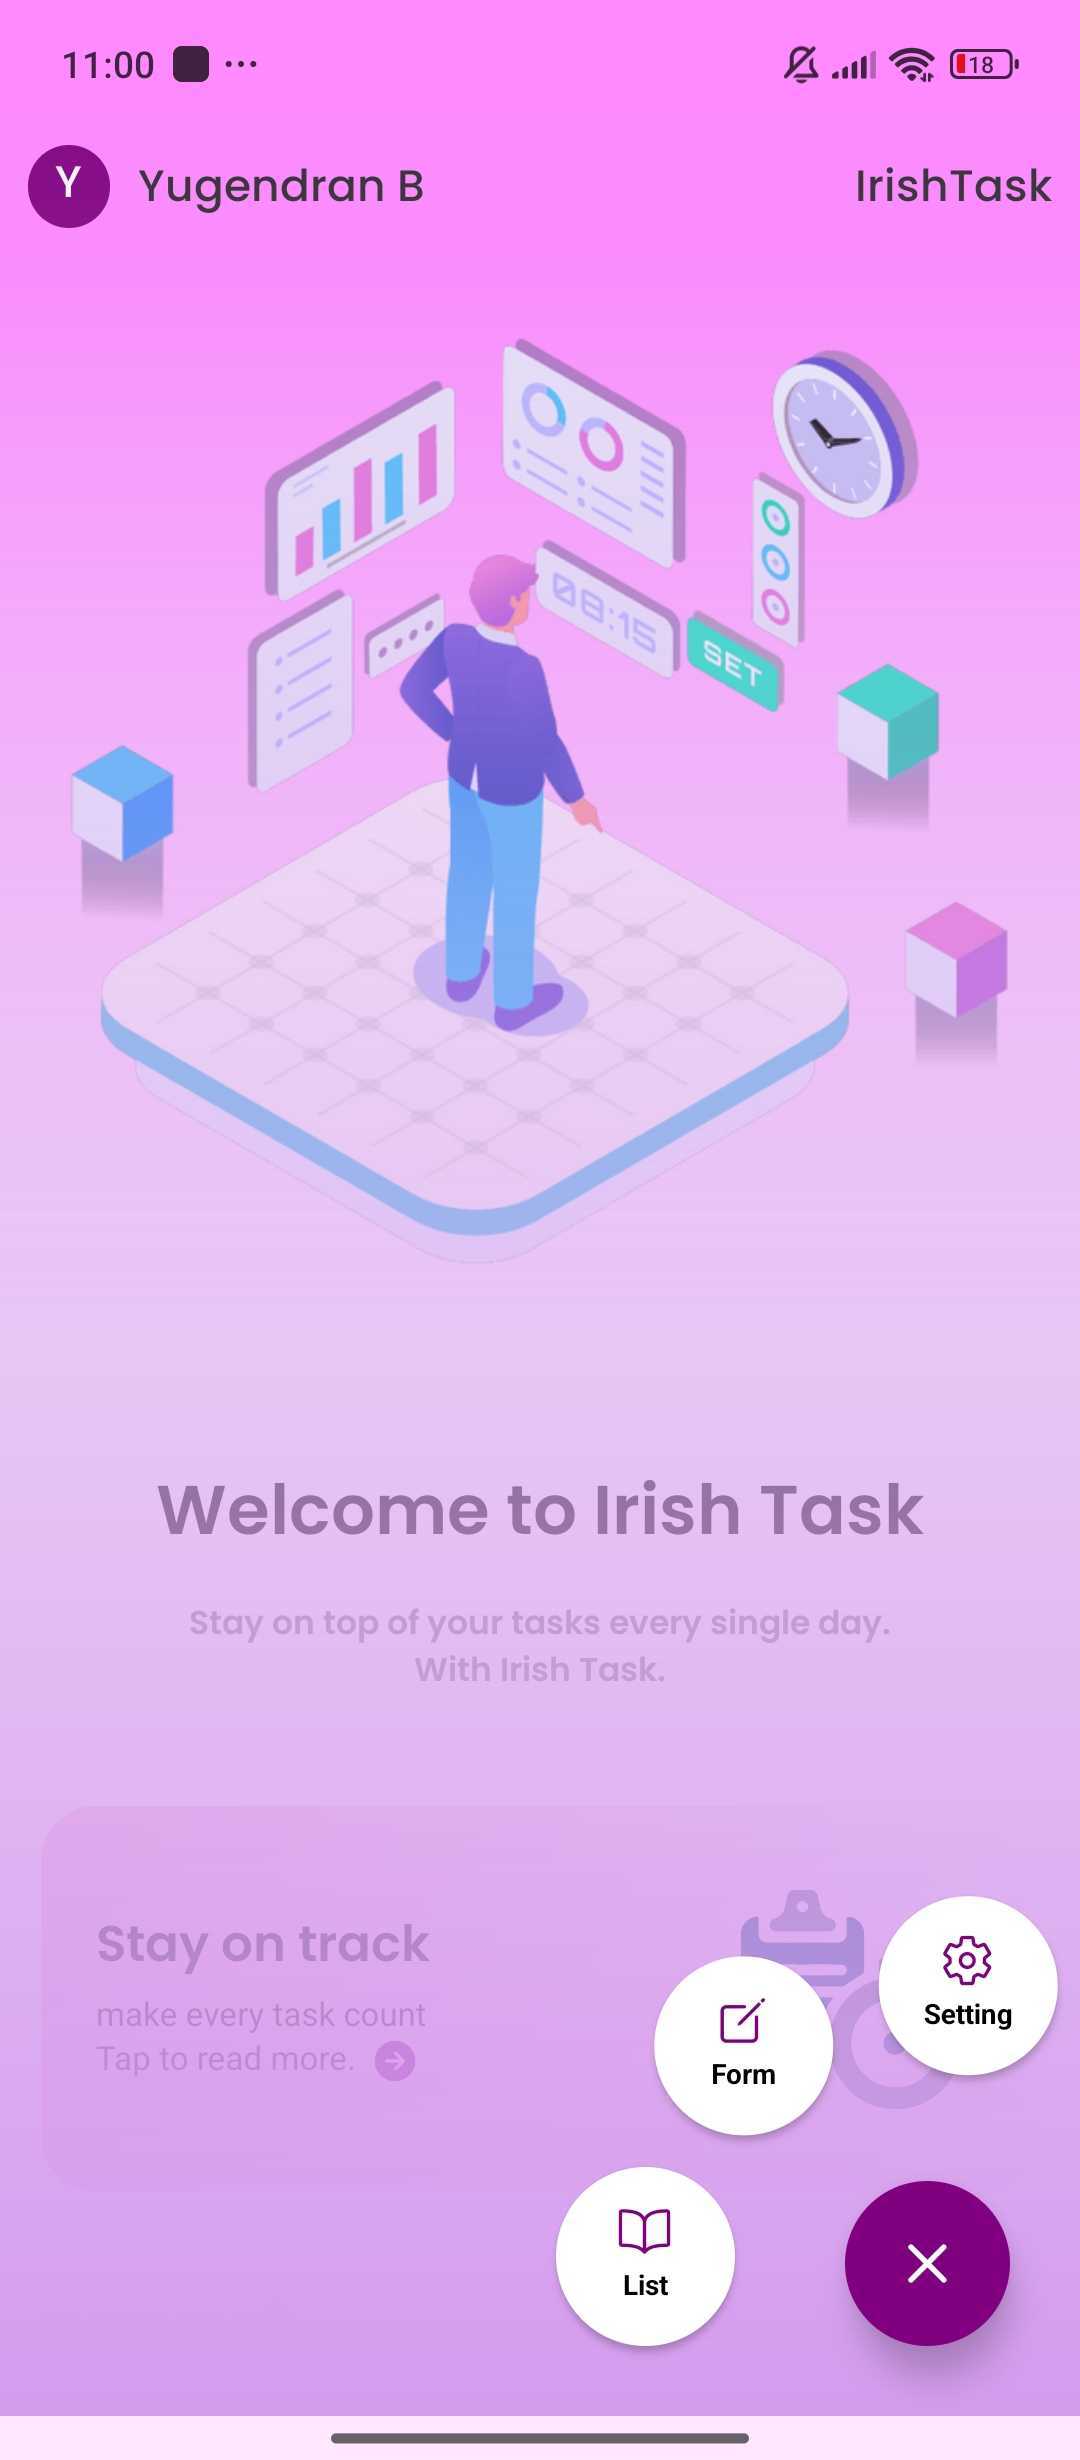 11:00
18
Y
Yugendran B
IrishTask
08:15
SET
Welcome to Irish Task
Stay on top of your tasks every single day.
With Irish Task.
Stay on track
make every task count
Tap to read more.
Setting
Form
List